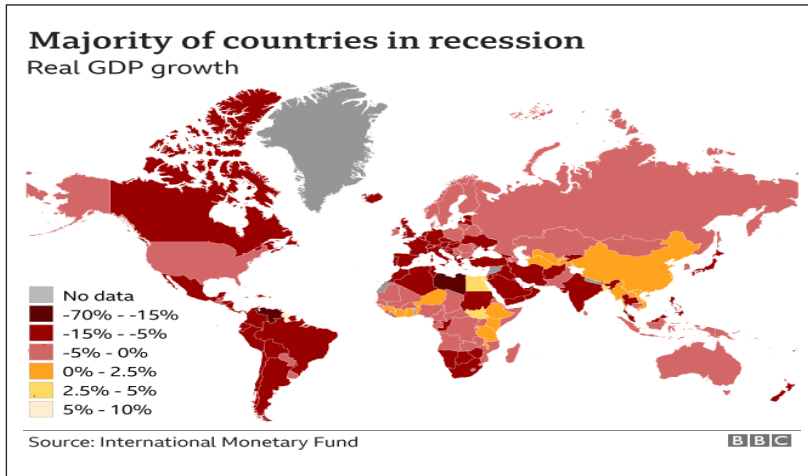 Majority of countries in recession
Real GDP growth
No data
-70% - -15%
-15% - -5%
-5% - 0%
0% - 2.5%
2.5% - 5%
5% - 10%
Source: International Monetary Fund
BBC